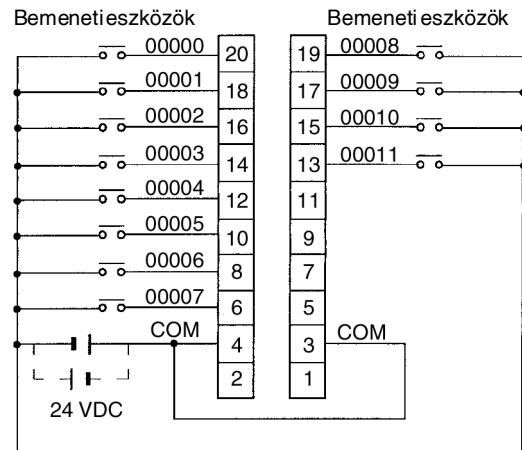 Bemeneti eszközök Bemeneti eszközök
00000 20 19 00008
00001 18 17 00009
00002 16 15 00010
00003 14 13 00011
00004 12 11
00005 10 9
00006 8 7
00007 6 5
COM 4 3 COM
2 1
24 VDC